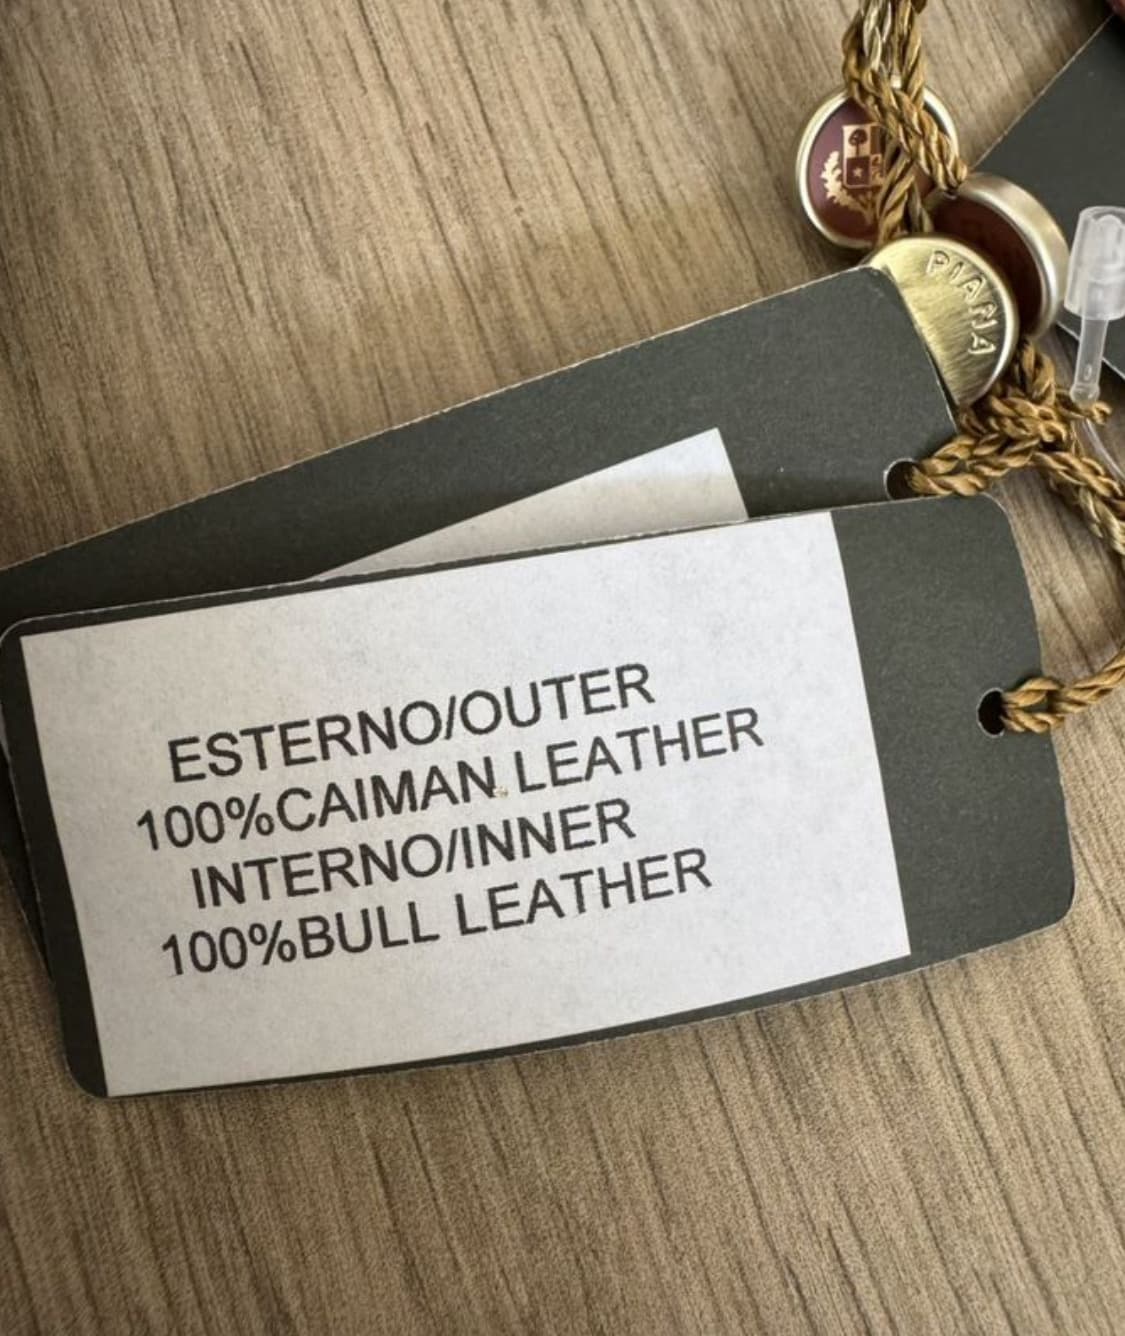 PIANA
ESTERNO/OUTER
100%CAIMAN LEATHER
INTERNO/INNER
100%BULL LEATHER